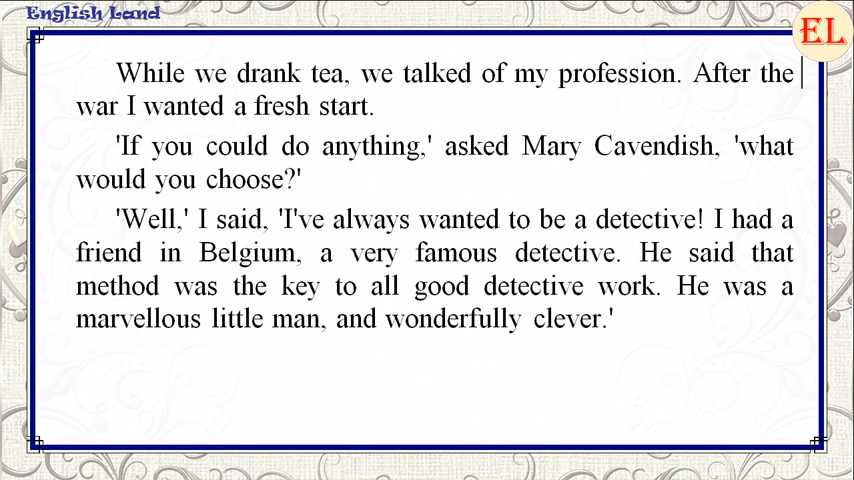 English Land
EL
While we drank tea, we talked of my profession. After the
war I wanted a fresh start.
'If you could do anything,' asked Mary Cavendish, 'what
would you choose?'
'Well,' I said, 'I've always wanted to be a detective! I had a
friend in Belgium, a very famous detective. He said that
method was the key to all good detective work. He was a
marvellous little man, and wonderfully clever.'